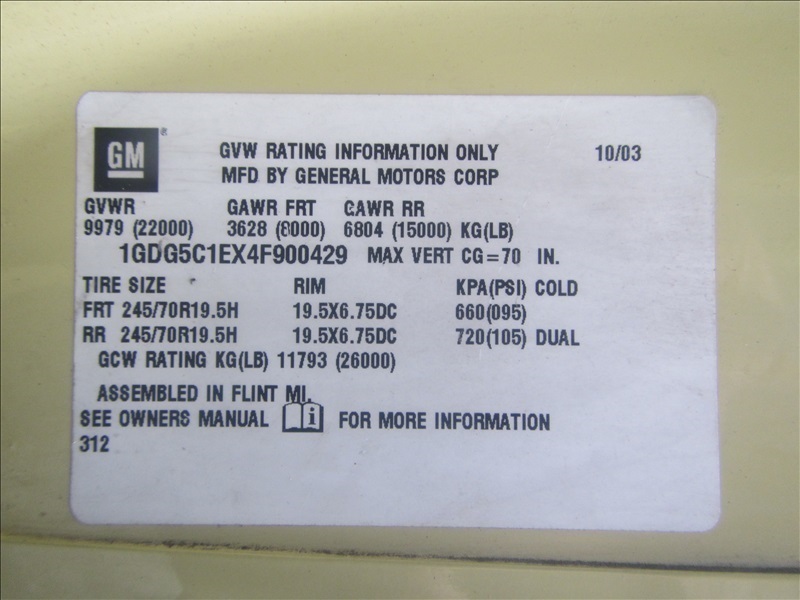 GM ®
GVW RATING INFORMATION ONLY 10/03
MFD BY GENERAL MOTORS CORP
GVWR GAWR FRT GAWR RR
9979 (22000) 3628 (8000) 6804 (15000) KG(LB)
1GDG5C1EX4F900429 MAX VERT CG=70 IN.
TIRE SIZE RIM KPA(PSI) COLD
FRT 245/70R19.5H 19.5X6.75DC 660(095)
RR 245/70R19.5H 19.5X6.75DC 720(105) DUAL
GCW RATING KG(LB) 11793 (26000)
ASSEMBLED IN FLINT MI.
SEE OWNERS MANUAL i FOR MORE INFORMATION
312